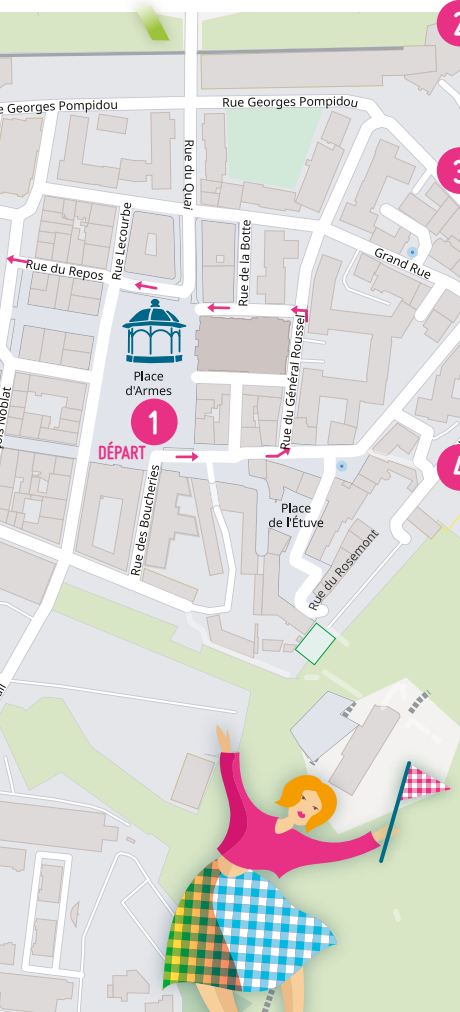 2
e Georges Pompidou
Rue Georges Pompidou
3
Rue du Quai
Rue Lecourbe
Rue de la Botte
Grand Rue
Rue du Repos
Place
d'Armes
Rue du Général Roussel
1
DÉPART
Rue des Boucheries
Place
de l'Étuve
Rue du Rosemont
ois Noblat